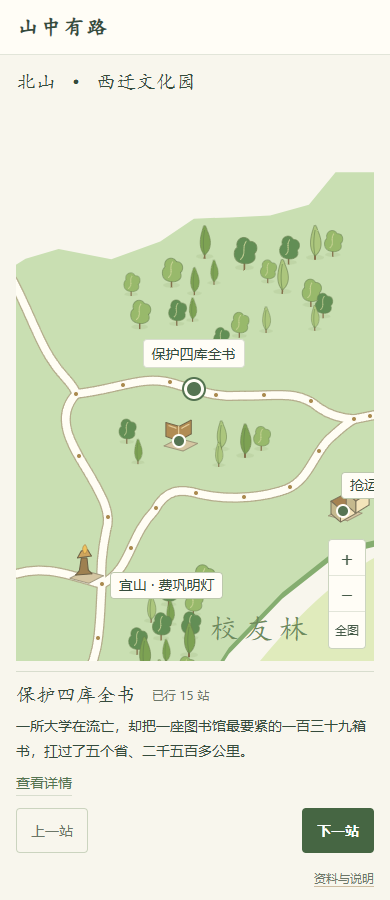 山中有路
北山 • 西迁文化园
保护四库全书
抢运
宜山 · 费巩明灯
+
−
全图
校友林
保护四库全书 已行 15 站
一所大学在流亡，却把一座图书馆最要紧的一百三十九箱
书，扛过了五个省、二千五百多公里。
查看详情
上一站 下一站
资料与说明